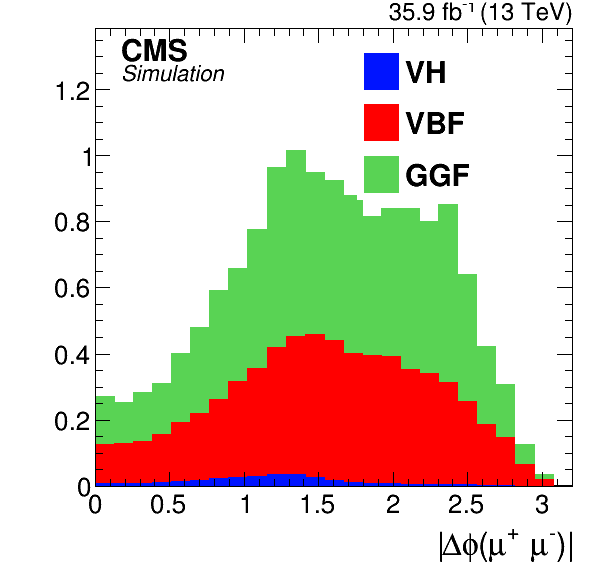 35.9 fb⁻¹ (13 TeV)
CMS
Simulation
VH
VBF
GGF
1.2
1
0.8
0.6
0.4
0.2
0
0 0.5 1 1.5 2 2.5 3
|Δϕ(μ⁺ μ⁻)|